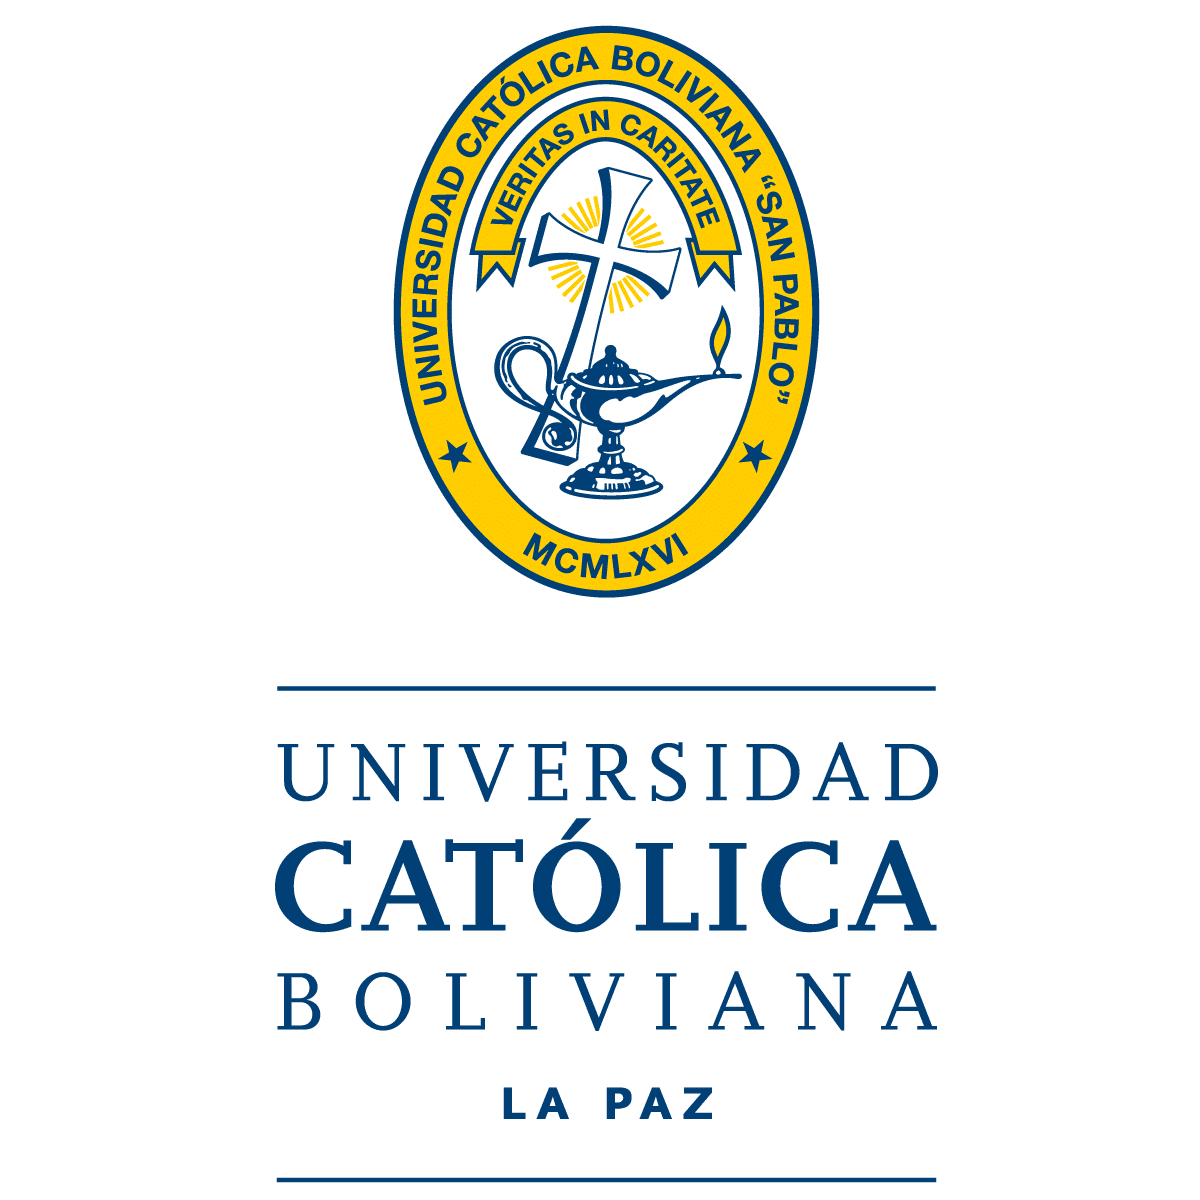 UNIVERSIDAD CATÓLICA BOLIVIANA “SAN PABLO”
VERITAS IN CARITATE
MCMLXVI
UNIVERSIDAD
CATÓLICA
BOLIVIANA
LA PAZ